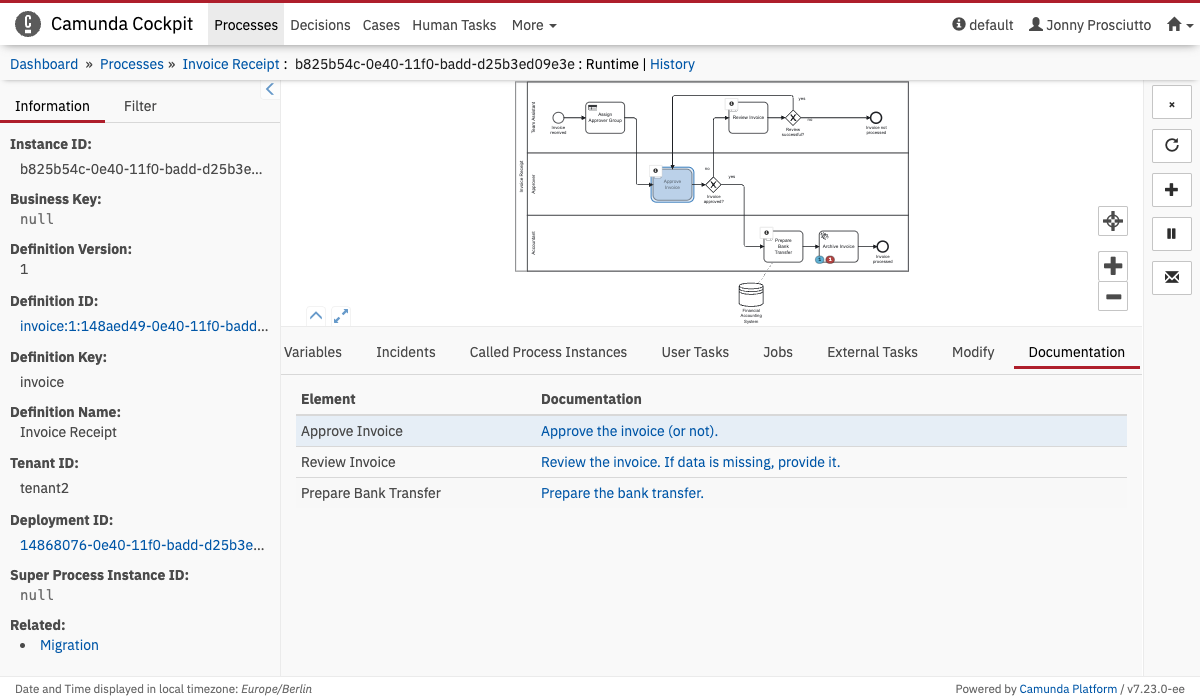 Camunda Cockpit
Processes
Decisions
Cases
Human Tasks
More
default
Jonny Prosciutto
Dashboard » Processes » Invoice Receipt : b825b54c-0e40-11f0-badd-d25b3ed09e3e : Runtime | History
Information
Filter
Instance ID:
b825b54c-0e40-11f0-badd-d25b3e...
Business Key:
null
Definition Version:
1
Definition ID:
invoice:1:148aed49-0e40-11f0-badd...
Definition Key:
invoice
Definition Name:
Invoice Receipt
Tenant ID:
tenant2
Deployment ID:
14868076-0e40-11f0-badd-d25b3e...
Super Process Instance ID:
null
Related:
Migration
Invoice Receipt
Team Assistant
Invoice
received
Assign
Approver Group
Review Invoice
yes
no
Review
successful?
Invoice not
processed
Approver
Approve
Invoice
no
yes
Invoice
approved?
Accountant
Prepare
Bank
Transfer
Archive Invoice
1
1
Invoice
processed
Financial
Accounting
System
Variables
Incidents
Called Process Instances
User Tasks
Jobs
External Tasks
Modify
Documentation
Element
Documentation
Approve Invoice
Approve the invoice (or not).
Review Invoice
Review the invoice. If data is missing, provide it.
Prepare Bank Transfer
Prepare the bank transfer.
Date and Time displayed in local timezone: Europe/Berlin
Powered by Camunda Platform / v7.23.0-ee